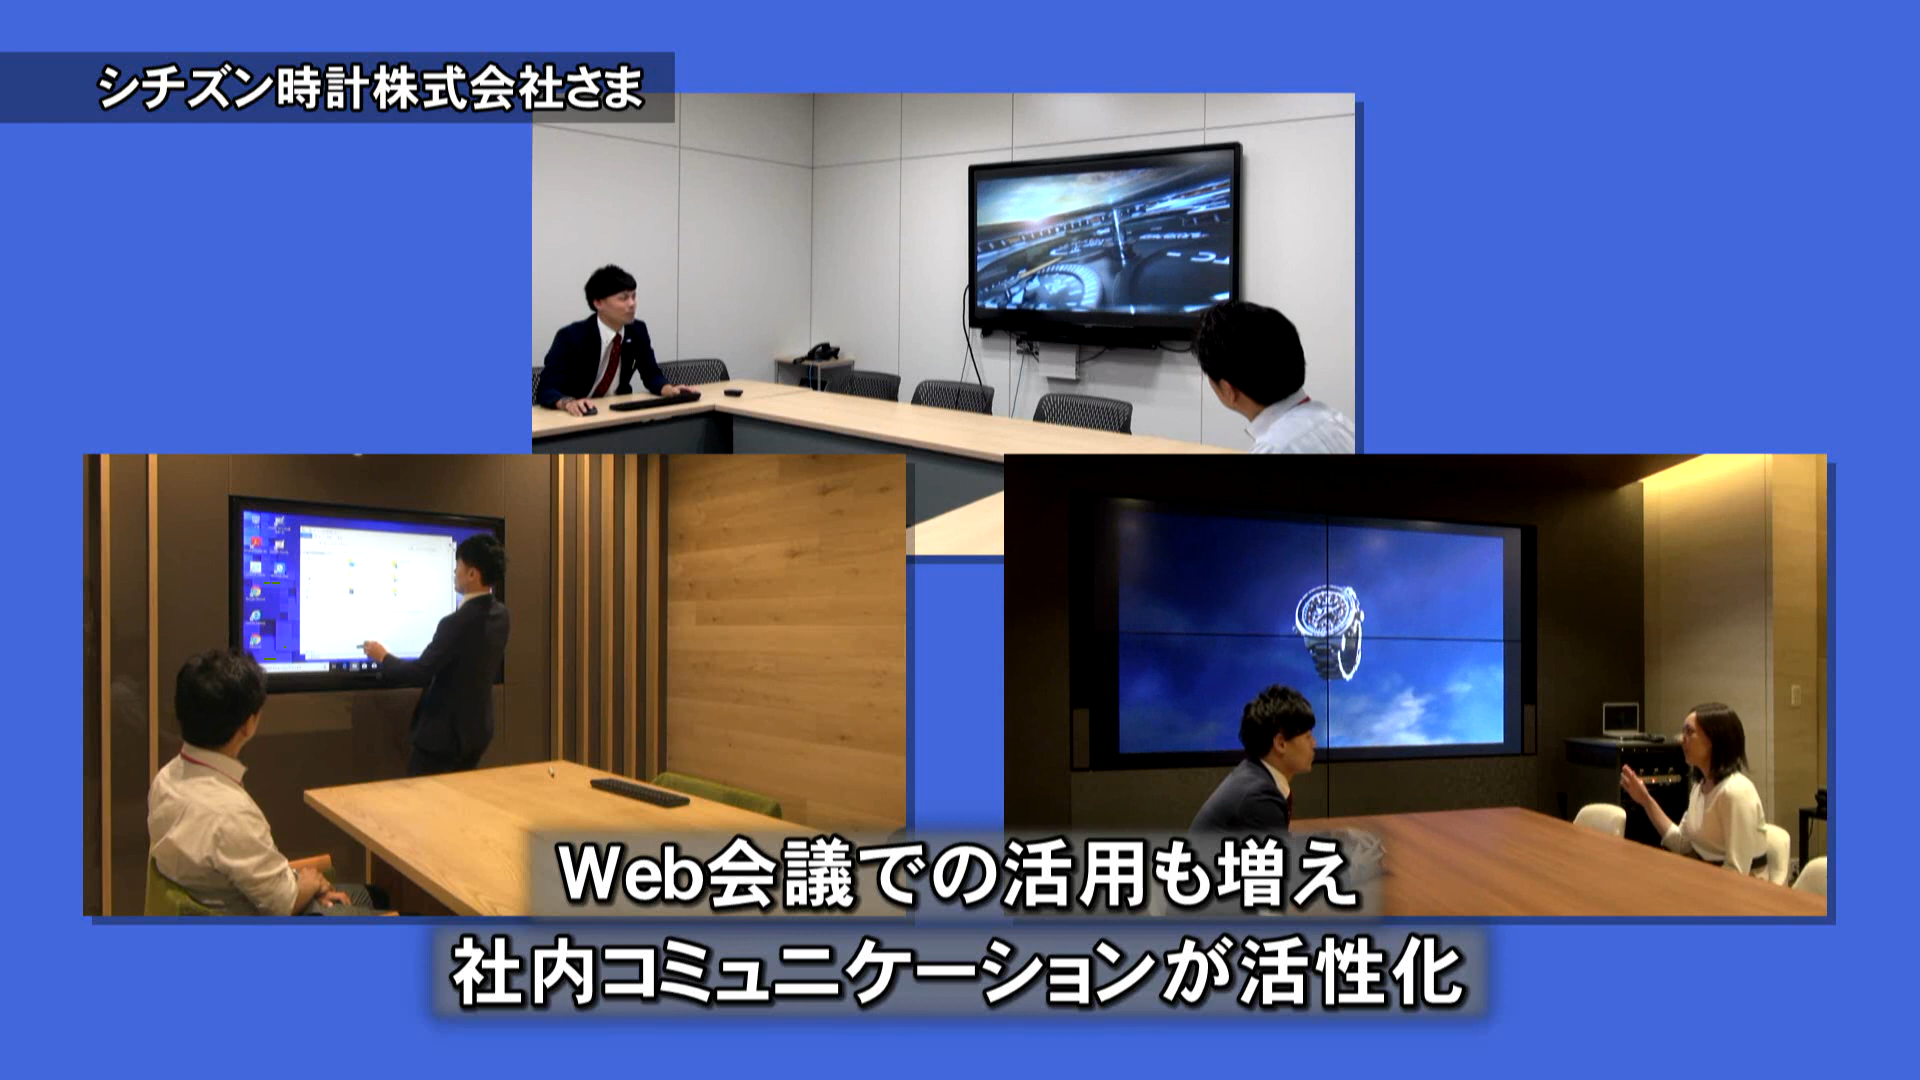 シチズン時計株式会社さま
Web会議での活用も増え
社内コミュニケーションが活性化